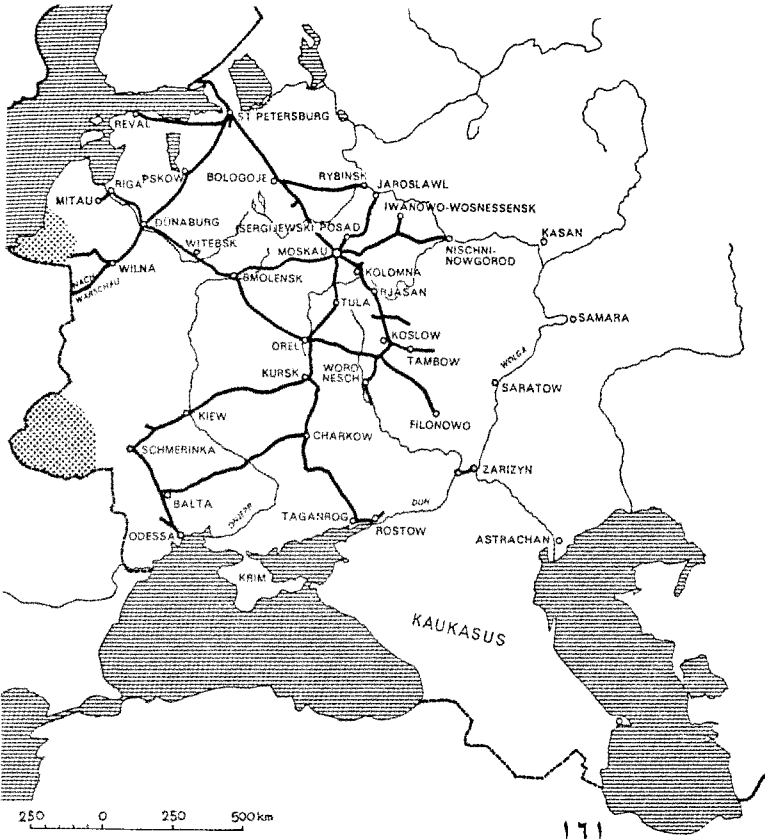 REVAL
ST PETERSBURG
RIGA
PSKOW
BOLOGOJE
RYBINSK
JAROSLAWL
MITAU
IWANOWO-WOSNESSENSK
DÜNABURG
SERGIJEWSKI POSAD
KASAN
WITEBSK
MOSKAU
NISCHNI-
NOWGOROD
WILNA
SMOLENSK
KOLOMNA
NACH
WARSCHAU
RJASAN
TULA
SAMARA
OREL
KOSLOW
WOLGA
TAMBOW
KURSK
WORO
NESCH
SARATOW
KIEW
FILONOWO
SCHMERINKA
CHARKOW
ZARIZYN
BALTA
DNJEPR
DON
TAGANROG
ODESSA
ROSTOW
ASTRACHAN
KRIM
KAUKASUS
250 0 250 500 km
171